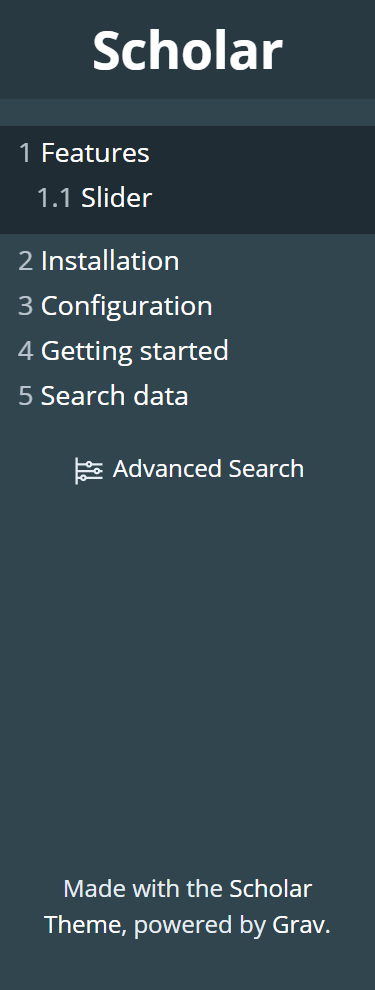 Scholar
1 Features
1.1 Slider
2 Installation
3 Configuration
4 Getting started
5 Search data
Advanced Search
Made with the Scholar
Theme, powered by Grav.